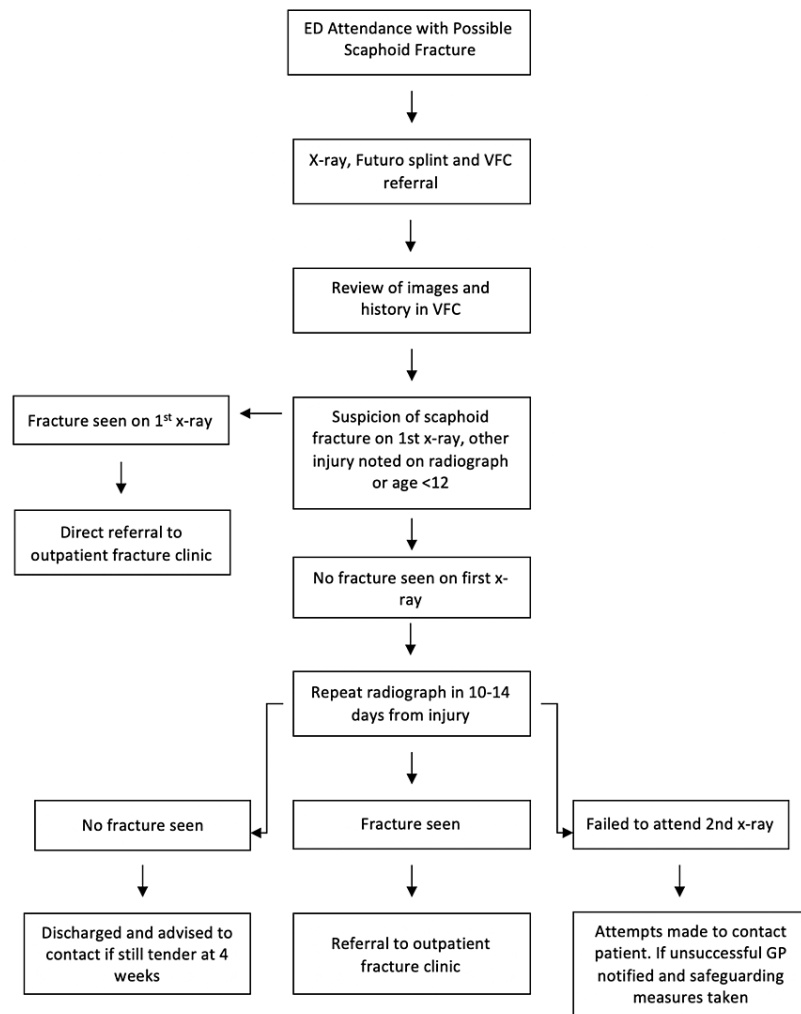 ED Attendance with Possible
Scaphoid Fracture
X-ray, Futuro splint and VFC
referral
Review of images and
history in VFC
Fracture seen on 1st x-ray
Suspicion of scaphoid
fracture on 1st x-ray, other
injury noted on radiograph
or age <12
Direct referral to
outpatient fracture clinic
No fracture seen on first x-
ray
Repeat radiograph in 10-14
days from injury
No fracture seen
Fracture seen
Failed to attend 2nd x-ray
Discharged and advised to
contact if still tender at 4
weeks
Referral to outpatient
fracture clinic
Attempts made to contact
patient. If unsuccessful GP
notified and safeguarding
measures taken